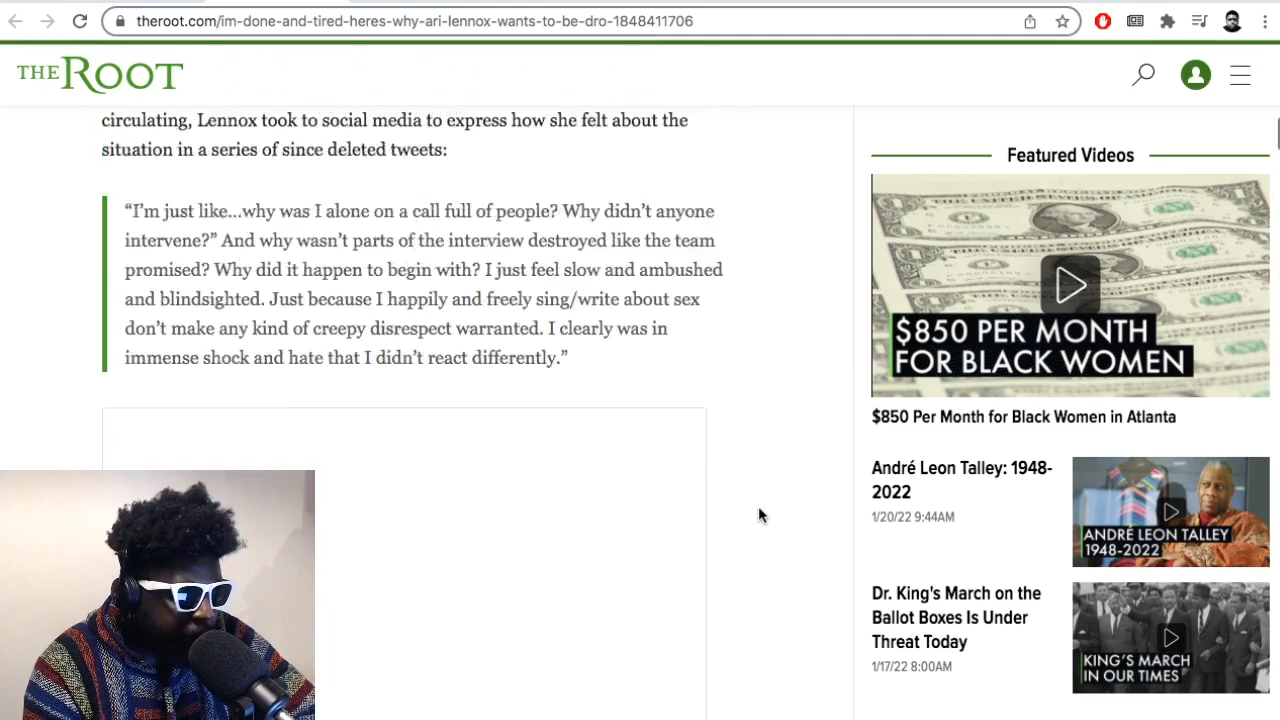 theroot.com/im-done-and-tired-heres-why-ari-lennox-wants-to-be-dro-1848411706
THE ROOT
circulating, Lennox took to social media to express how she felt about the
situation in a series of since deleted tweets:
“I’m just like...why was I alone on a call full of people? Why didn’t anyone
intervene?” And why wasn’t parts of the interview destroyed like the team
promised? Why did it happen to begin with? I just feel slow and ambushed
and blindsighted. Just because I happily and freely sing/write about sex
don’t make any kind of creepy disrespect warranted. I clearly was in
immense shock and hate that I didn’t react differently.”
Featured Videos
$850 PER MONTH
FOR BLACK WOMEN
$850 Per Month for Black Women in Atlanta
André Leon Talley: 1948-
2022
1/20/22 9:44AM
ANDRÉ LEON TALLEY
1948-2022
Dr. King's March on the
Ballot Boxes Is Under
Threat Today
1/17/22 8:00AM
KING'S MARCH
IN OUR TIMES